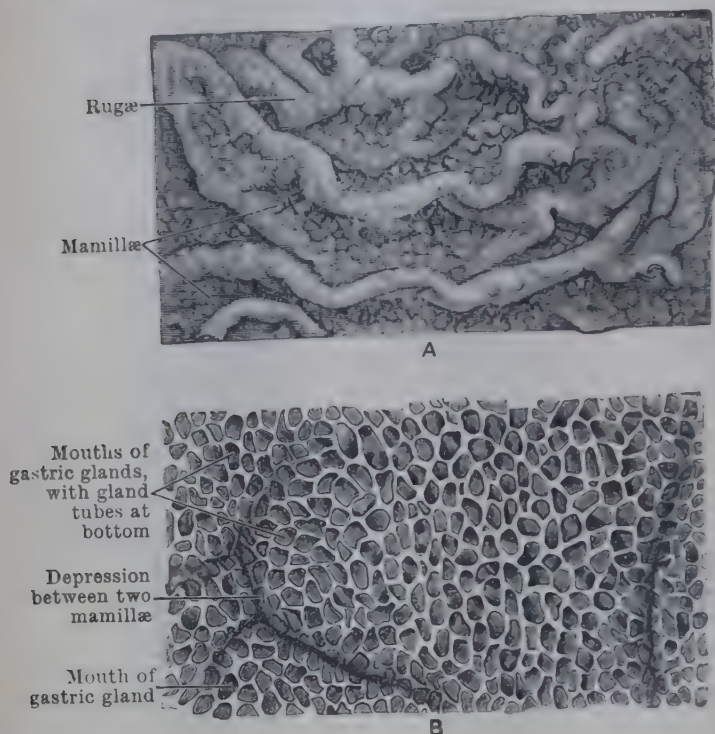 Rugæ
Mamillæ
A
Mouths of
gastric glands,
with gland
tubes at
bottom
Depression
between two
mamillæ
Mouth of
gastric gland
B